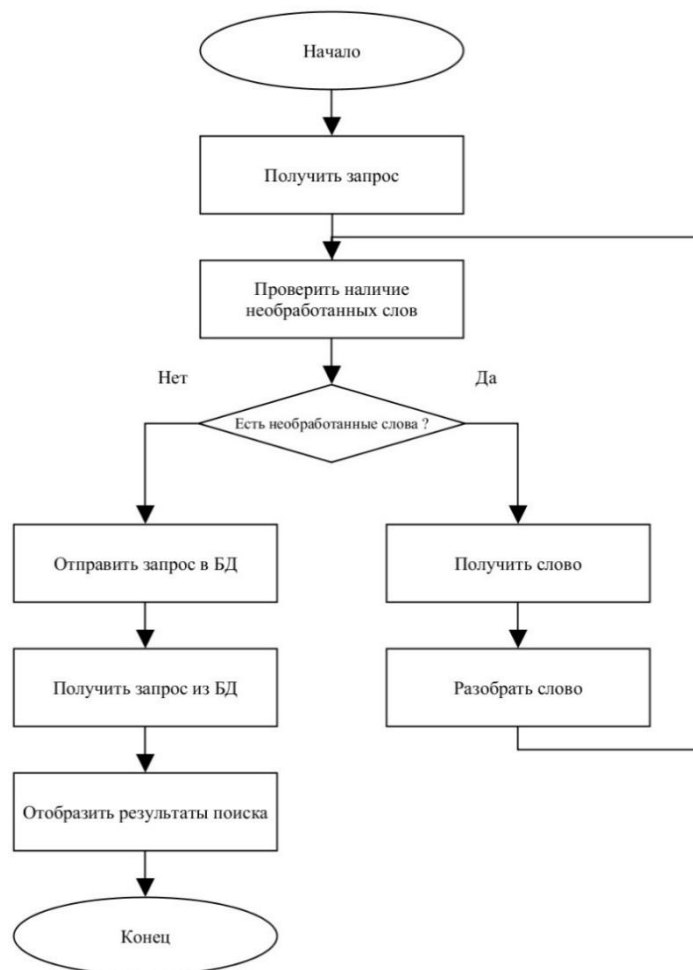 Начало
Получить запрос
Проверить наличие
необработанных слов
Нет
Да
Есть необработанные слова ?
Отправить запрос в БД
Получить слово
Получить запрос из БД
Разобрать слово
Отобразить результаты поиска
Конец